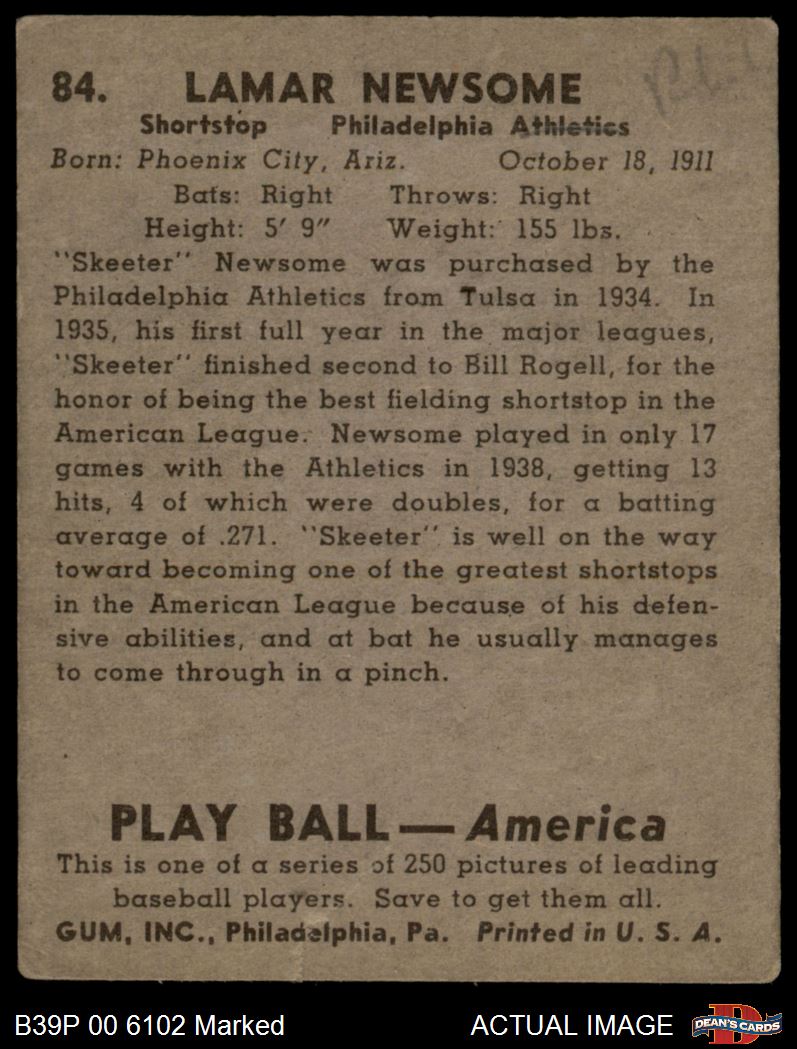 84. LAMAR NEWSOME
Shortstop Philadelphia Athletics
Born: Phoenix City, Ariz. October 18, 1911
Bats: Right Throws: Right
Height: 5' 9" Weight: 155 lbs.
"Skeeter" Newsome was purchased by the
Philadelphia Athletics from Tulsa in 1934. In
1935, his first full year in the major leagues,
"Skeeter" finished second to Bill Rogell, for the
honor of being the best fielding shortstop in the
American League. Newsome played in only 17
games with the Athletics in 1938, getting 13
hits, 4 of which were doubles, for a batting
average of .271. "Skeeter" is well on the way
toward becoming one of the greatest shortstops
in the American League because of his defen-
sive abilities, and at bat he usually manages
to come through in a pinch.
PLAY BALL—America
This is one of a series of 250 pictures of leading
baseball players. Save to get them all.
GUM, INC., Philadelphia, Pa. Printed in U. S. A.
B39P 00 6102 Marked ACTUAL IMAGE DEAN'S CARDS